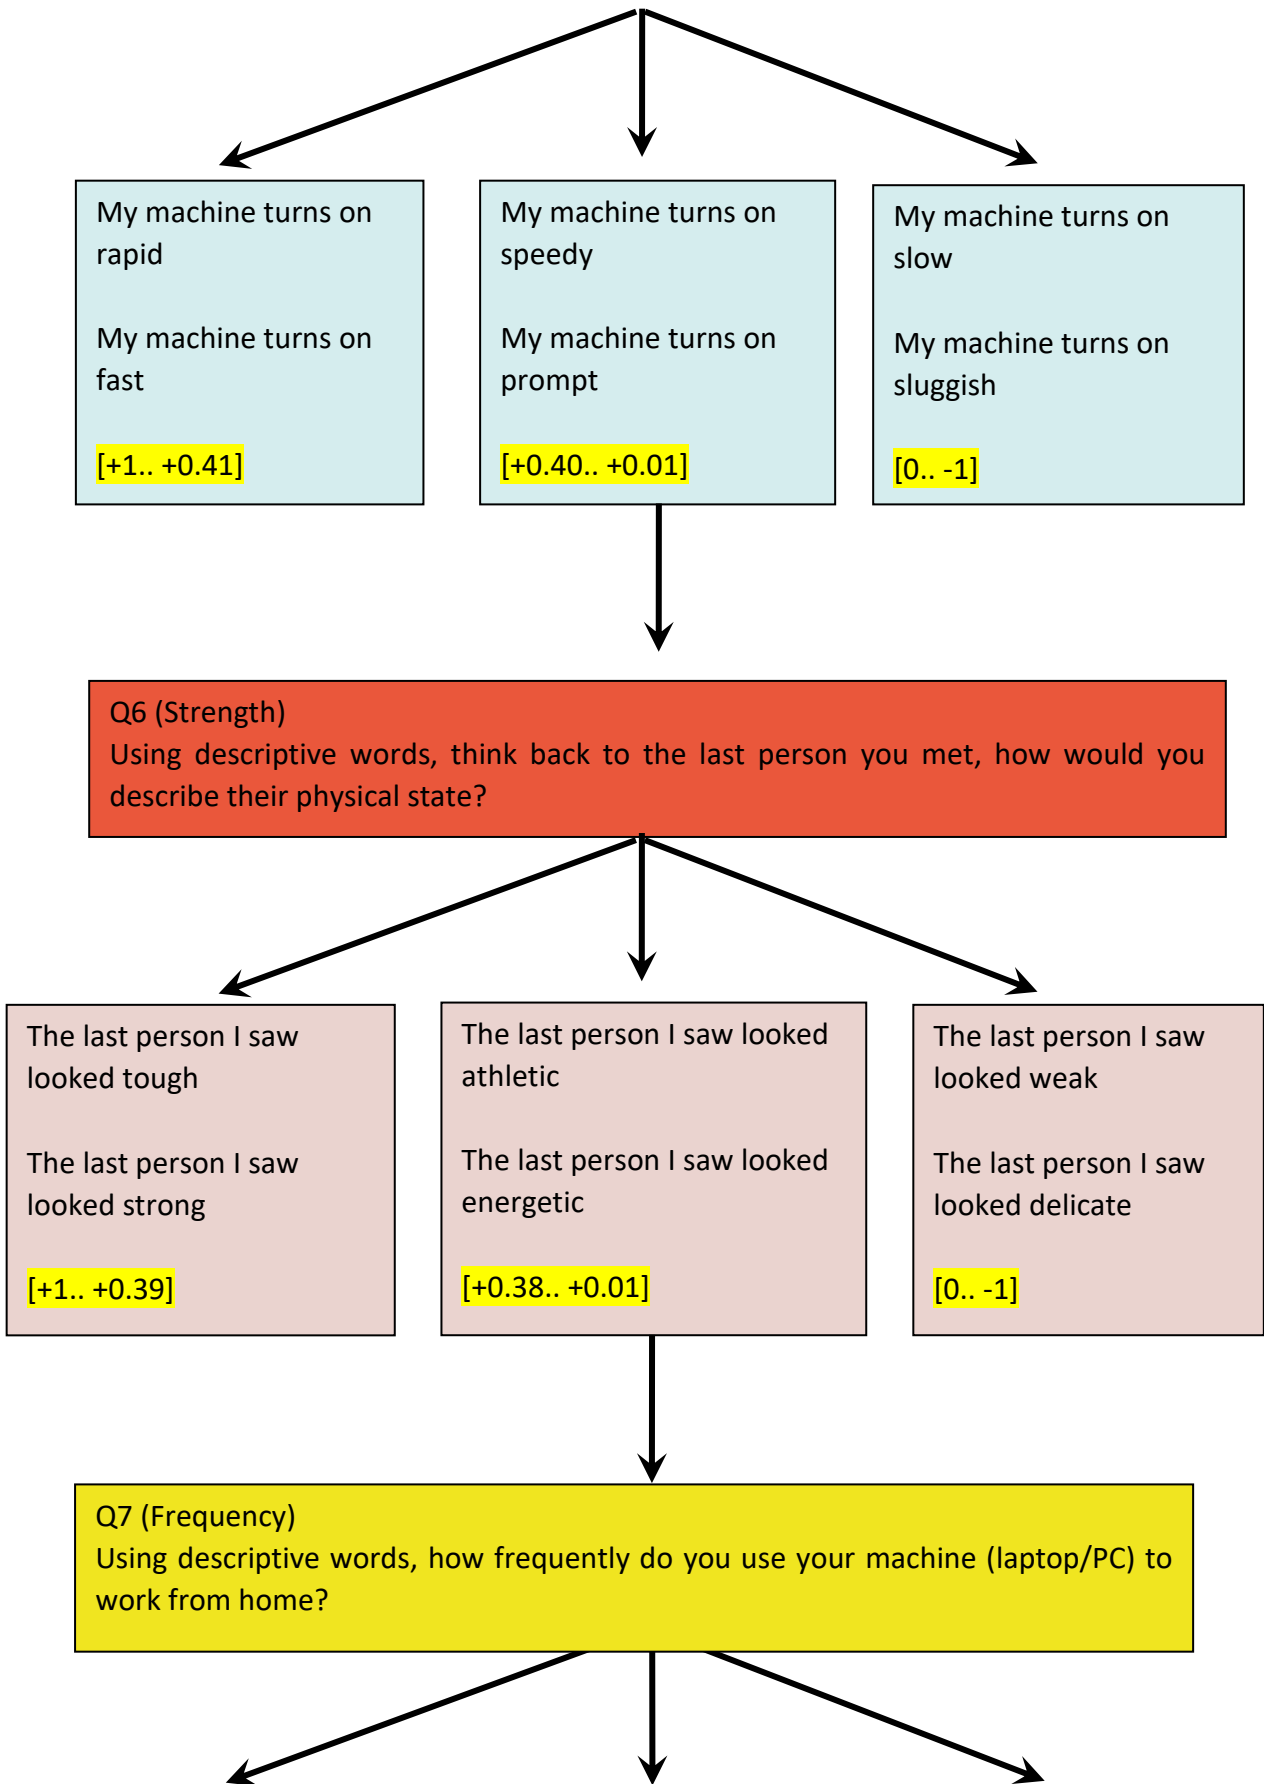 My machine turns on
rapid
My machine turns on
fast
[+1.. +0.41]
My machine turns on
speedy
My machine turns on
prompt
[+0.40.. +0.01]
My machine turns on
slow
My machine turns on
sluggish
[0.. -1]
Q6 (Strength)
Using descriptive words, think back to the last person you met, how would you
describe their physical state?
The last person I saw
looked tough
The last person I saw
looked strong
[+1.. +0.39]
The last person I saw looked
athletic
The last person I saw looked
energetic
[+0.38.. +0.01]
The last person I saw
looked weak
The last person I saw
looked delicate
[0.. -1]
Q7 (Frequency)
Using descriptive words, how frequently do you use your machine (laptop/PC) to
work from home?